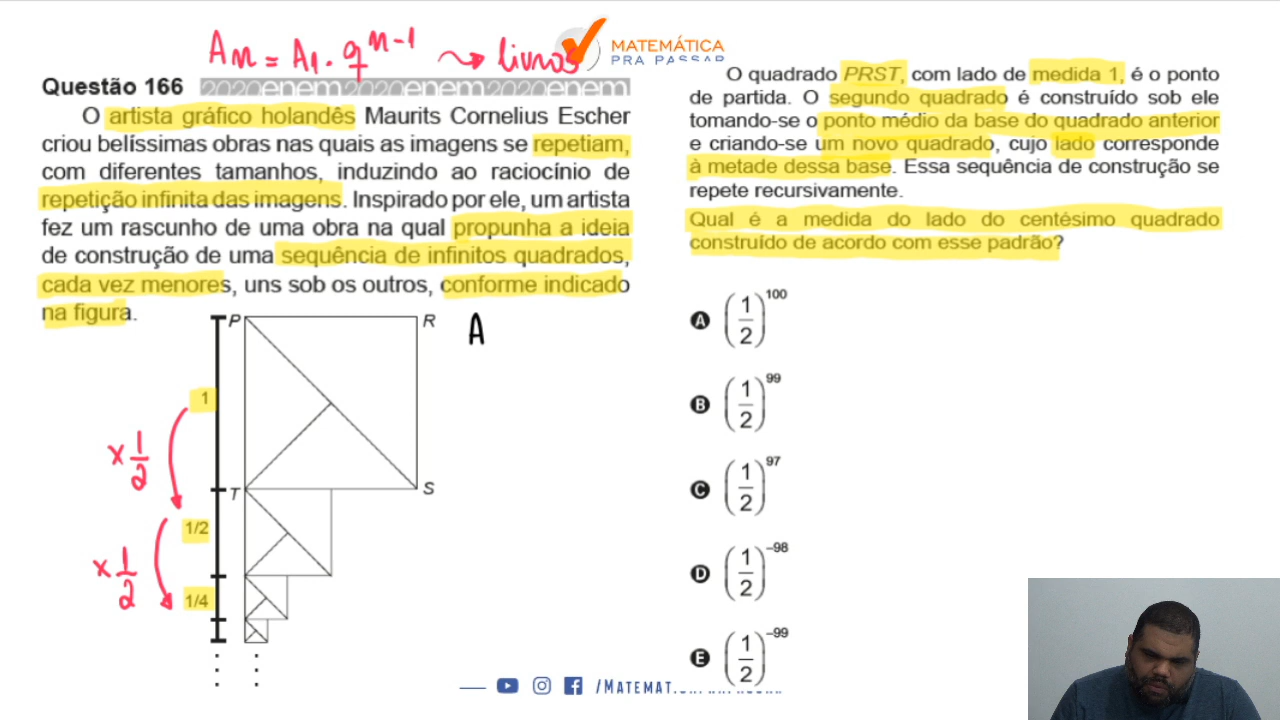 An = A1 . q^n-1 → livros
MATEMÁTICA
PRA PASSAR
Questão 166 2020enem2020enem2020enem
O artista gráfico holandês Maurits Cornelius Escher
criou belíssimas obras nas quais as imagens se repetiam,
com diferentes tamanhos, induzindo ao raciocínio de
repetição infinita das imagens. Inspirado por ele, um artista
fez um rascunho de uma obra na qual propunha a ideia
de construção de uma sequência de infinitos quadrados,
cada vez menores, uns sob os outros, conforme indicado
na figura.
P
R
A
1
×1/2
T
S
1/2
×1/2
1/4
O quadrado PRST, com lado de medida 1, é o ponto
de partida. O segundo quadrado é construído sob ele
tomando-se o ponto médio da base do quadrado anterior
e criando-se um novo quadrado, cujo lado corresponde
à metade dessa base. Essa sequência de construção se
repete recursivamente.
Qual é a medida do lado do centésimo quadrado
construído de acordo com esse padrão?
A (1/2)^100
B (1/2)^99
C (1/2)^97
D (1/2)^-98
E (1/2)^-99